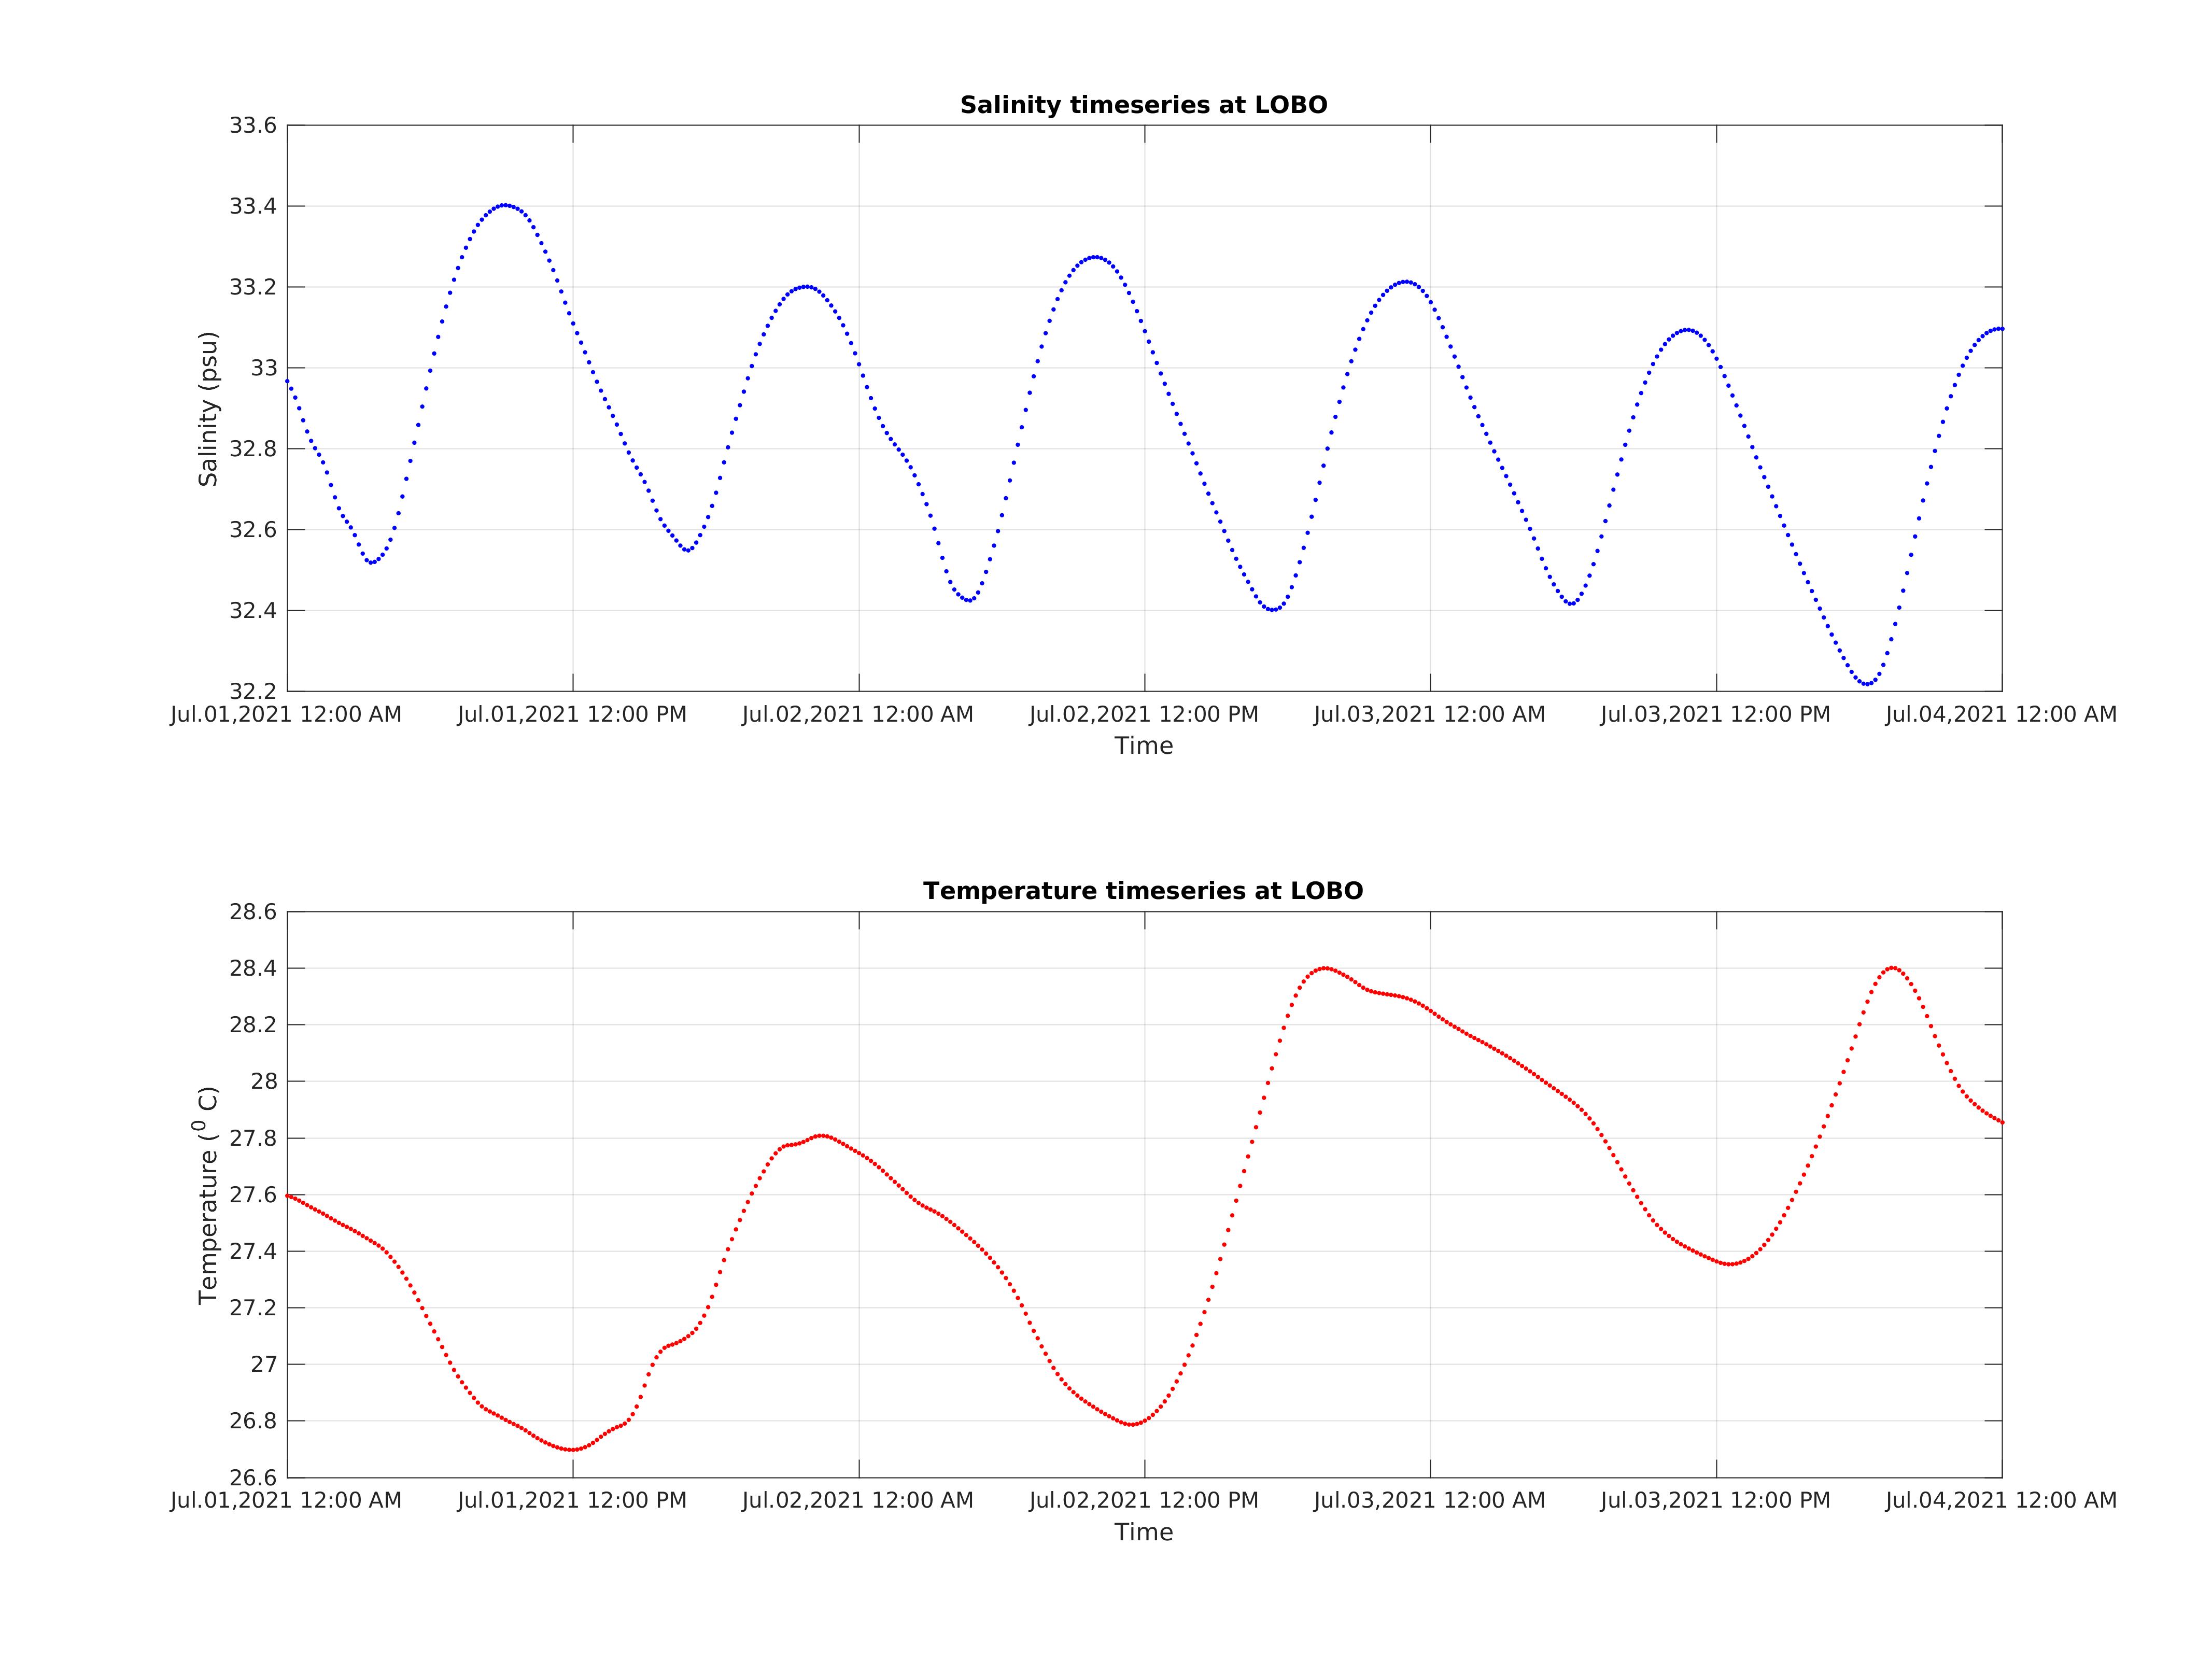 Salinity timeseries at LOBO
33.6
33.4
33.2
33
32.8
32.6
32.4
32.2
Salinity (psu)
Jul.01,2021 12:00 AM Jul.01,2021 12:00 PM Jul.02,2021 12:00 AM Jul.02,2021 12:00 PM Jul.03,2021 12:00 AM Jul.03,2021 12:00 PM Jul.04,2021 12:00 AM
Time
Temperature timeseries at LOBO
28.6
28.4
28.2
28
27.8
27.6
27.4
27.2
27
26.8
26.6
Temperature (⁰ C)
Jul.01,2021 12:00 AM Jul.01,2021 12:00 PM Jul.02,2021 12:00 AM Jul.02,2021 12:00 PM Jul.03,2021 12:00 AM Jul.03,2021 12:00 PM Jul.04,2021 12:00 AM
Time